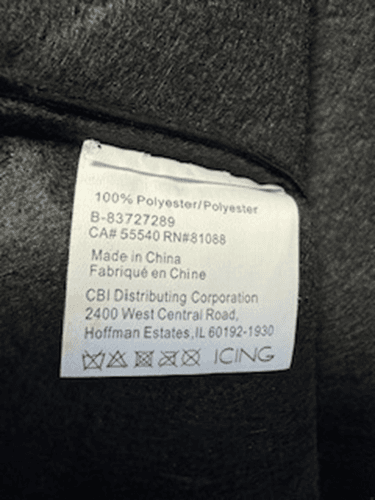 100% Polyester/Polyester
B-83727289
CA# 55540 RN#81088
Made in China
Fabriqué en Chine
CBI Distributing Corporation
2400 West Central Road,
Hoffman Estates,IL 60192-1930
ICING